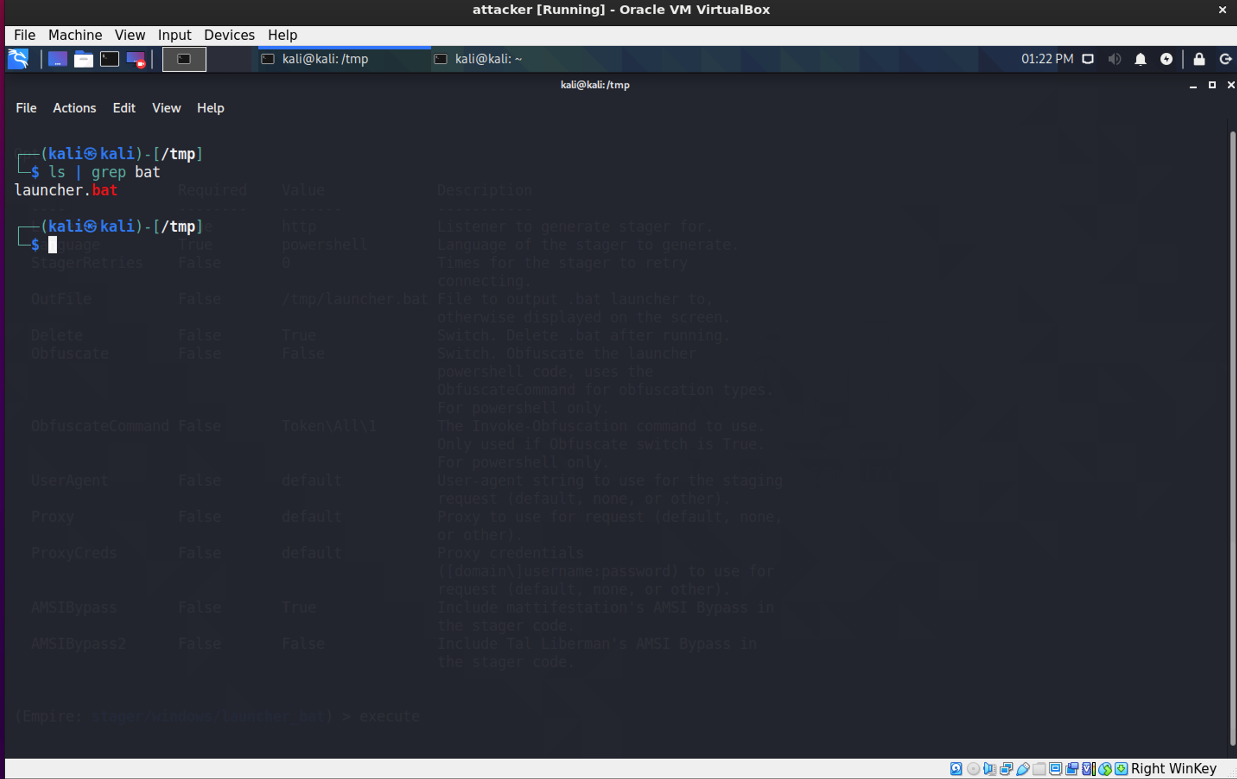 attacker [Running] - Oracle VM VirtualBox
File Machine View Input Devices Help
kali@kali: /tmp kali@kali: ~ 01:22 PM
kali@kali: /tmp
File Actions Edit View Help
(kali㉿kali)-[/tmp]
$ ls | grep bat
launcher.bat Required Value Description
(kali㉿kali)-[/tmp] http Listener to generate stager for.
$ True powershell Language of the stager to generate.
StagerRetries False 0 Times for the stager to retry
connecting.
OutFile False /tmp/launcher.bat File to output .bat launcher to,
otherwise displayed on the screen.
Delete False True Switch. Delete .bat after running.
Obfuscate False False Switch. Obfuscate the launcher
powershell code, uses the
ObfuscateCommand for obfuscation types.
For powershell only.
ObfuscateCommand False Token\All\1 The Invoke-Obfuscation command to use.
Only used if Obfuscate switch is True.
For powershell only.
UserAgent False default User-agent string to use for the staging
request (default, none, or other).
Proxy False default Proxy to use for request (default, none,
or other).
ProxyCreds False default Proxy credentials
([domain\]username:password) to use for
request (default, none, or other).
AMSIBypass False True Include mattifestation's AMSI Bypass in
the stager code.
AMSIBypass2 False False Include Tal Liberman's AMSI Bypass in
the stager code.
(Empire: stager/windows/launcher_bat) > execute
Right WinKey